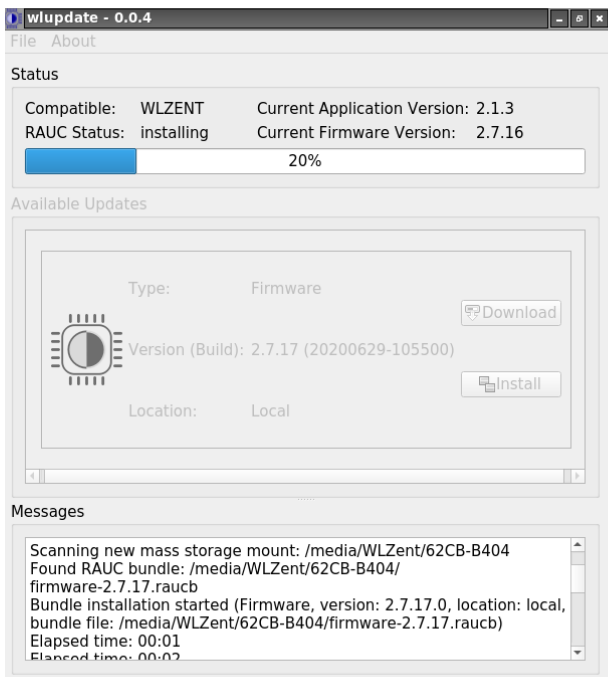 wlupdate - 0.0.4
File About
Status
Compatible: WLZENT Current Application Version: 2.1.3
RAUC Status: installing Current Firmware Version: 2.7.16
20%
Available Updates
Type: Firmware
Download
Version (Build): 2.7.17 (20200629-105500)
Install
Location: Local
Messages
Scanning new mass storage mount: /media/WLZent/62CB-B404
Found RAUC bundle: /media/WLZent/62CB-B404/
firmware-2.7.17.raucb
Bundle installation started (Firmware, version: 2.7.17.0, location: local,
bundle file: /media/WLZent/62CB-B404/firmware-2.7.17.raucb)
Elapsed time: 00:01
Elapsed time: 00:02